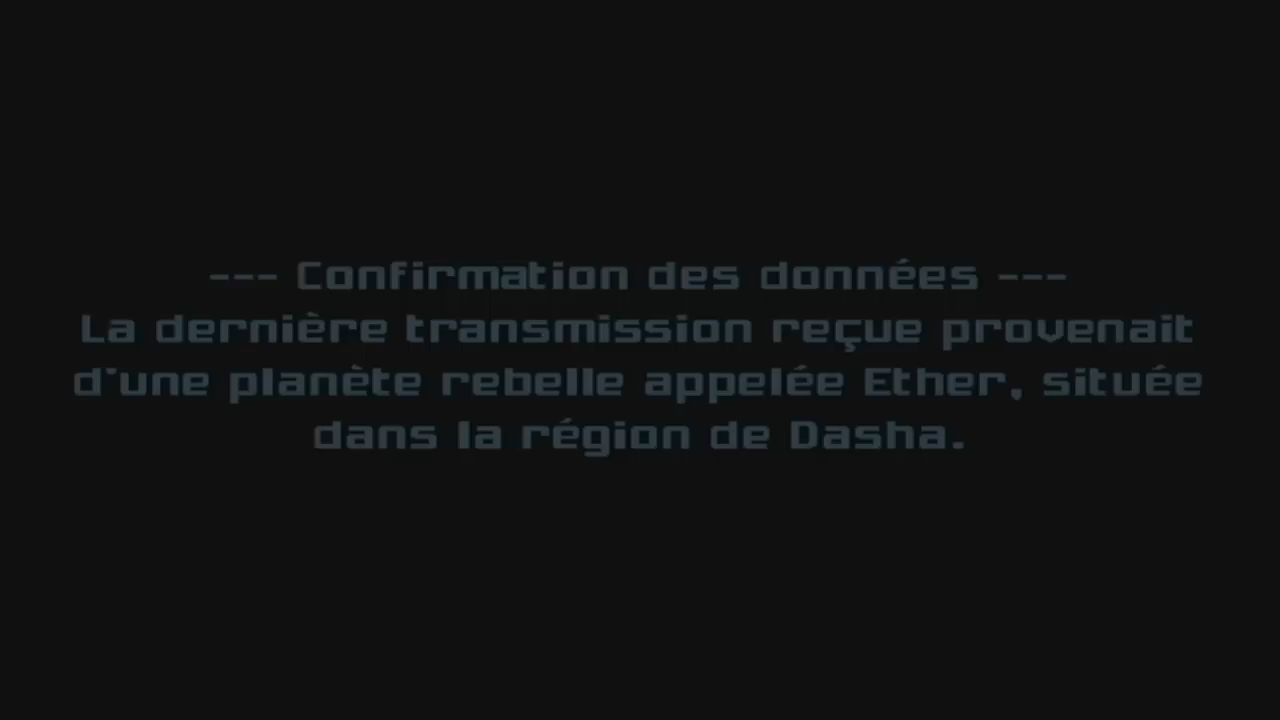 --- Confirmation des données ---
La dernière transmission reçue provenait
d'une planète rebelle appelée Ether, située
dans la région de Dasha.